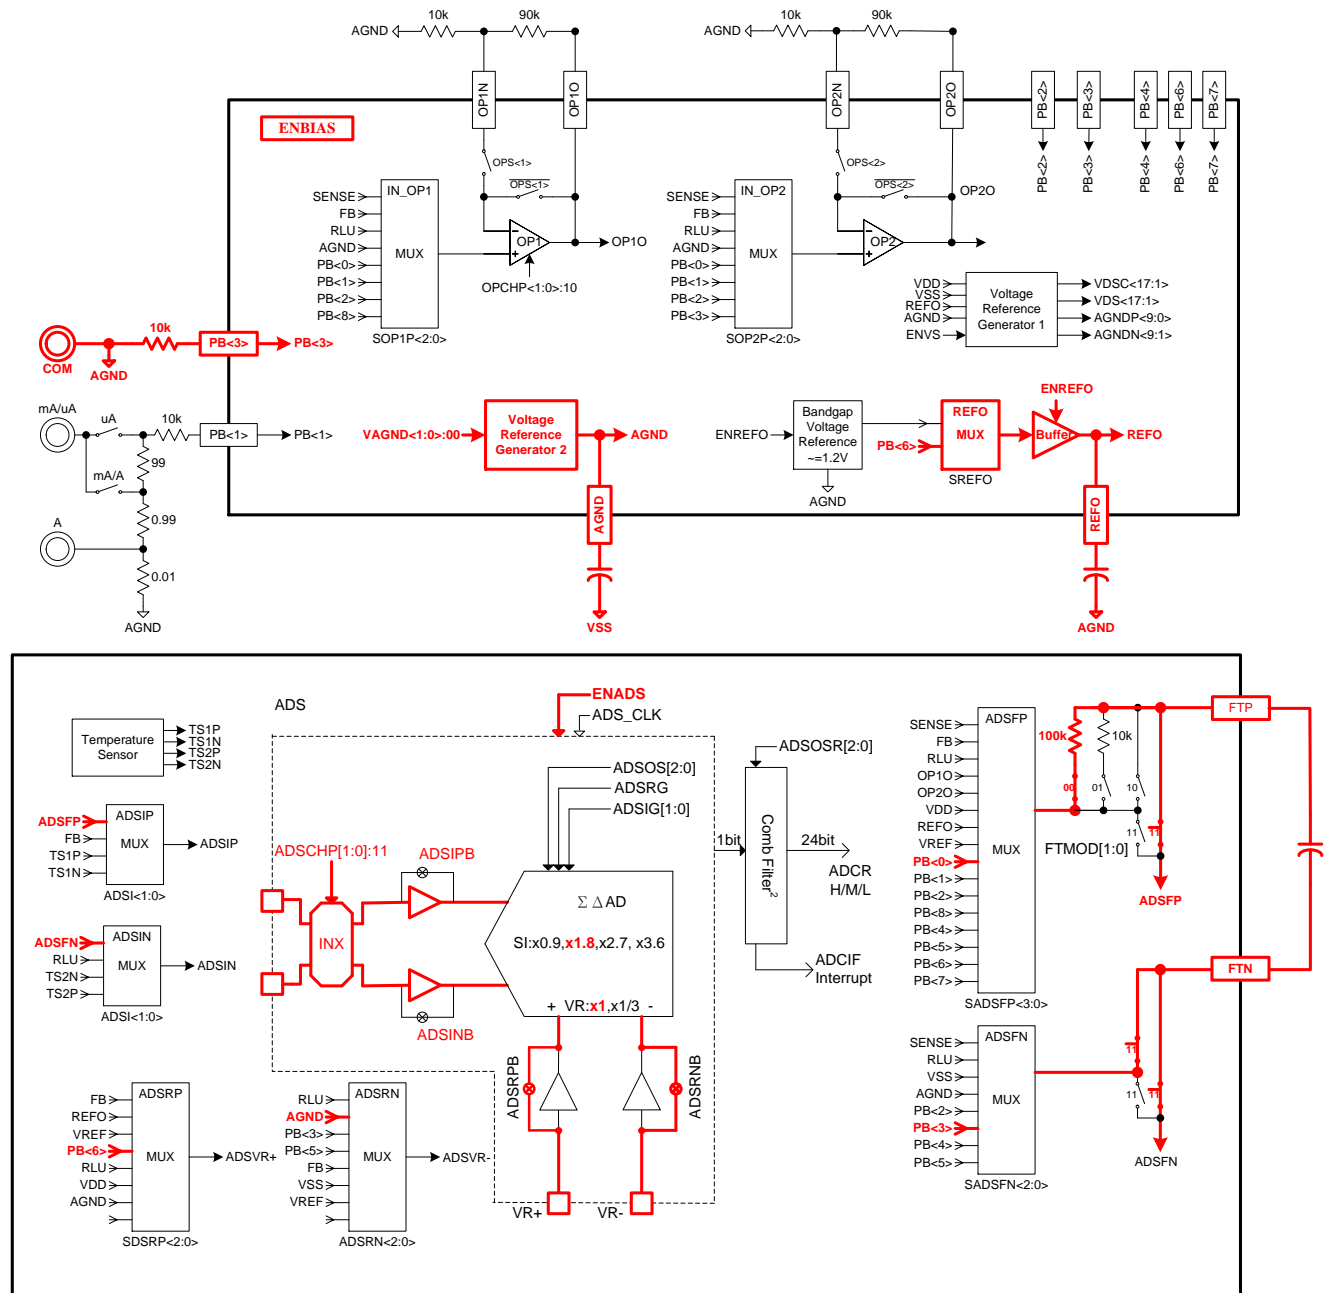 10k
90k
AGND
10k
90k
AGND
OP1N
OP1O
OP2N
OP2O
PB<2>
PB<3>
PB<4>
PB<6>
PB<7>
ENBIAS
OPS<1>
OPS<1>
OPS<2>
OPS<2>
PB<2>
PB<3>
PB<4>
PB<6>
PB<7>
IN_OP1
SENSE
FB
RLU
AGND
PB<0>
PB<1>
PB<2>
PB<8>
MUX
SOP1P<2:0>
OP1
OP1O
OPCHP<1:0>:10
IN_OP2
SENSE
FB
RLU
AGND
PB<0>
PB<1>
PB<2>
PB<3>
MUX
SOP2P<2:0>
OP2
OP2O
VDD
VSS
REFO
AGND
ENVS
Voltage
Reference
Generator 1
VDSC<17:1>
VDS<17:1>
AGNDP<9:0>
AGNDN<9:1>
COM
AGND
10k
PB<3>
PB<3>
mA/uA
uA
10k
PB<1>
PB<1>
mA/A
99
0.99
A
0.01
AGND
VAGND<1:0>:00
Voltage
Reference
Generator 2
AGND
AGND
VSS
ENREFO
Bandgap
Voltage
Reference
~=1.2V
AGND
PB<6>
REFO
MUX
SREFO
ENREFO
Buffer
REFO
REFO
AGND
Temperature
Sensor
TS1P
TS1N
TS2P
TS2N
ADS
ENADS
ADS_CLK
ADSOS[2:0]
ADSRG
ADSIG[1:0]
ADSFP
FB
TS1P
TS1N
ADSIP
MUX
ADSIP
ADSI<1:0>
ADSFN
RLU
TS2N
TS2P
ADSIN
MUX
ADSIN
ADSI<1:0>
ADSCHP[1:0]:11
INX
ADSIPB
ADSINB
Σ Δ AD
SI:x0.9,x1.8,x2.7, x3.6
+ VR:x1,x1/3 -
ADSRPB
ADSRNB
VR+
VR-
1bit
ADSOSR[2:0]
Comb Filter²
24bit
ADCR
H/M/L
ADCIF
Interrupt
FB
REFO
VREF
PB<6>
RLU
VDD
AGND
ADSRP
MUX
ADSVR+
SDSRP<2:0>
RLU
AGND
PB<3>
PB<5>
FB
VSS
VREF
ADSRN
MUX
ADSVR-
ADSRN<2:0>
SENSE
FB
RLU
OP1O
OP2O
VDD
REFO
VREF
PB<0>
PB<1>
PB<2>
PB<8>
PB<4>
PB<5>
PB<6>
PB<7>
ADSFP
MUX
SADSFP<3:0>
100k
10k
00
01
10
11
11
FTMOD[1:0]
ADSFP
FTP
FTN
SENSE
RLU
VSS
AGND
PB<2>
PB<3>
PB<4>
PB<5>
ADSFN
MUX
SADSFN<2:0>
11
11
11
ADSFN